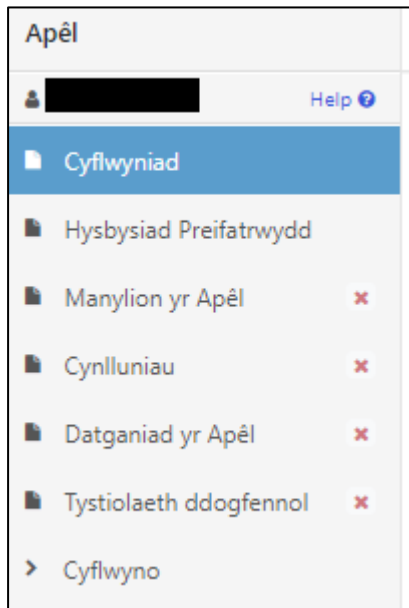 Apêl
Help
Cyflwyniad
Hysbysiad Preifatrwydd
Manylion yr Apêl
Cynlluniau
Datganiad yr Apêl
Tystiolaeth ddogfennol
Cyflwyno